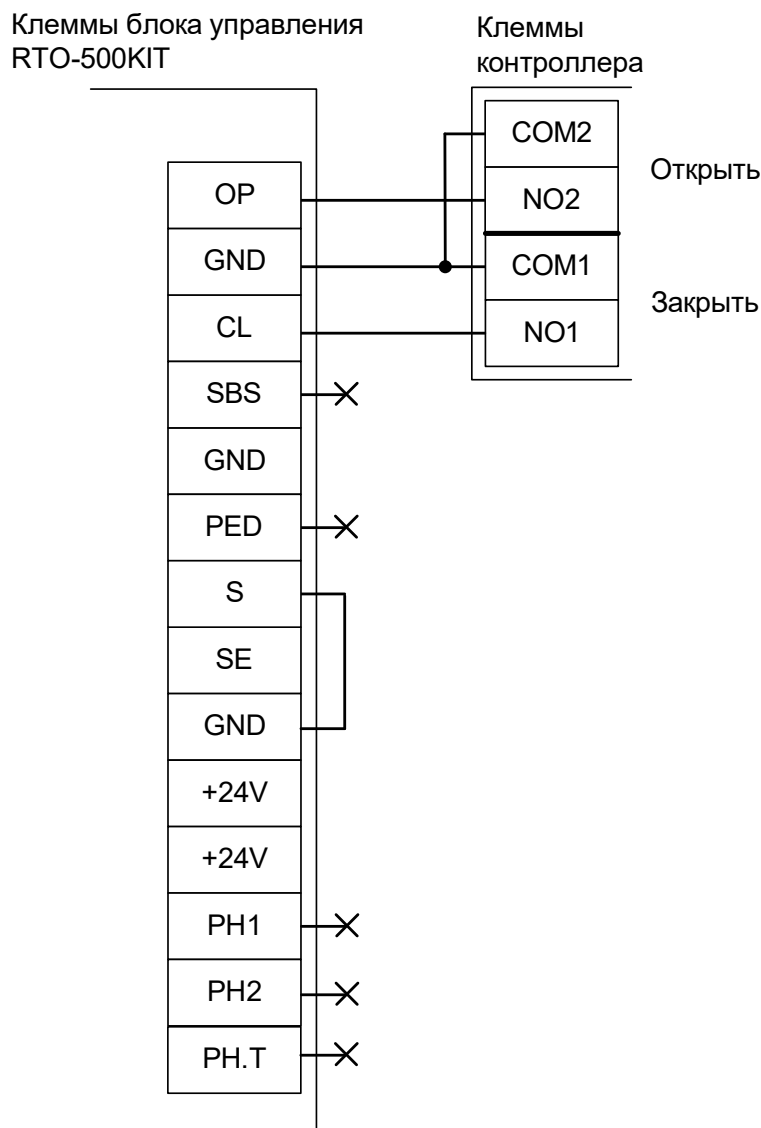 Клеммы блока управления
RTO-500KIT
Клеммы
контроллера
OP
GND
CL
SBS
GND
PED
S
SE
GND
+24V
+24V
PH1
PH2
PH.T
COM2
NO2
COM1
NO1
Открыть
Закрыть